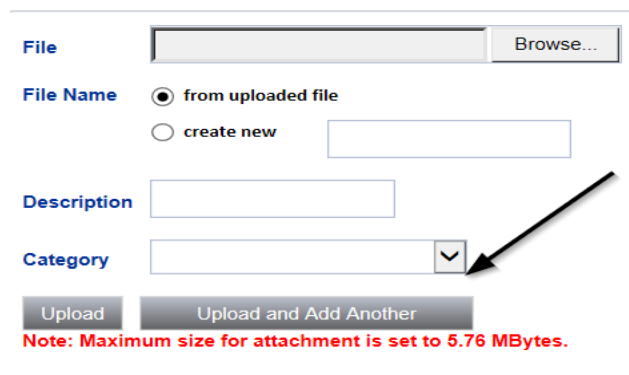 File Browse...
File Name from uploaded file
create new
Description
Category
Upload Upload and Add Another
Note: Maximum size for attachment is set to 5.76 MBytes.